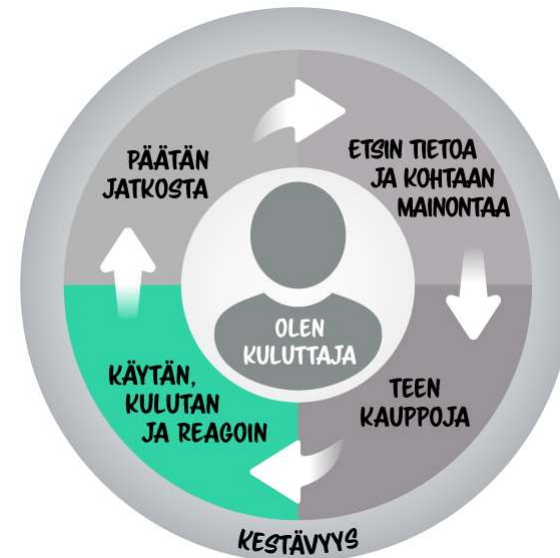 PÄÄTÄN
JATKOSTA
ETSIN TIETOA
JA KOHTAAN
MAINONTAA
OLEN
KULUTTAJA
KÄYTÄN,
KULUTAN
JA REAGOIN
TEEN
KAUPPOJA
KESTÄVYYS